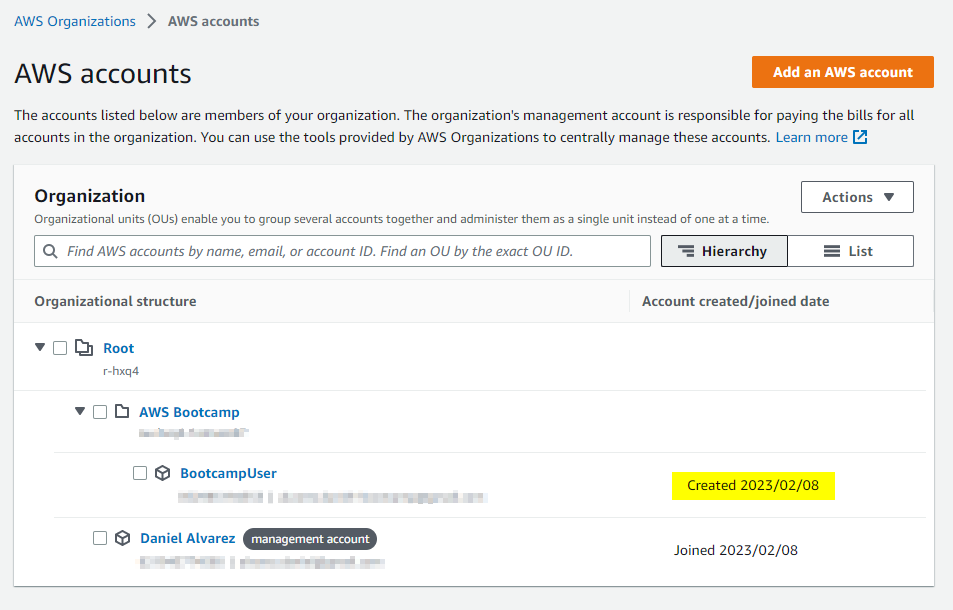 AWS Organizations > AWS accounts
AWS accounts
Add an AWS account
The accounts listed below are members of your organization. The organization's management account is responsible for paying the bills for all
accounts in the organization. You can use the tools provided by AWS Organizations to centrally manage these accounts. Learn more
Organization
Actions
Organizational units (OUs) enable you to group several accounts together and administer them as a single unit instead of one at a time.
Find AWS accounts by name, email, or account ID. Find an OU by the exact OU ID.
Hierarchy
List
Organizational structure
Account created/joined date
Root
r-hxq4
AWS Bootcamp
BootcampUser
Created 2023/02/08
Daniel Alvarez management account
Joined 2023/02/08